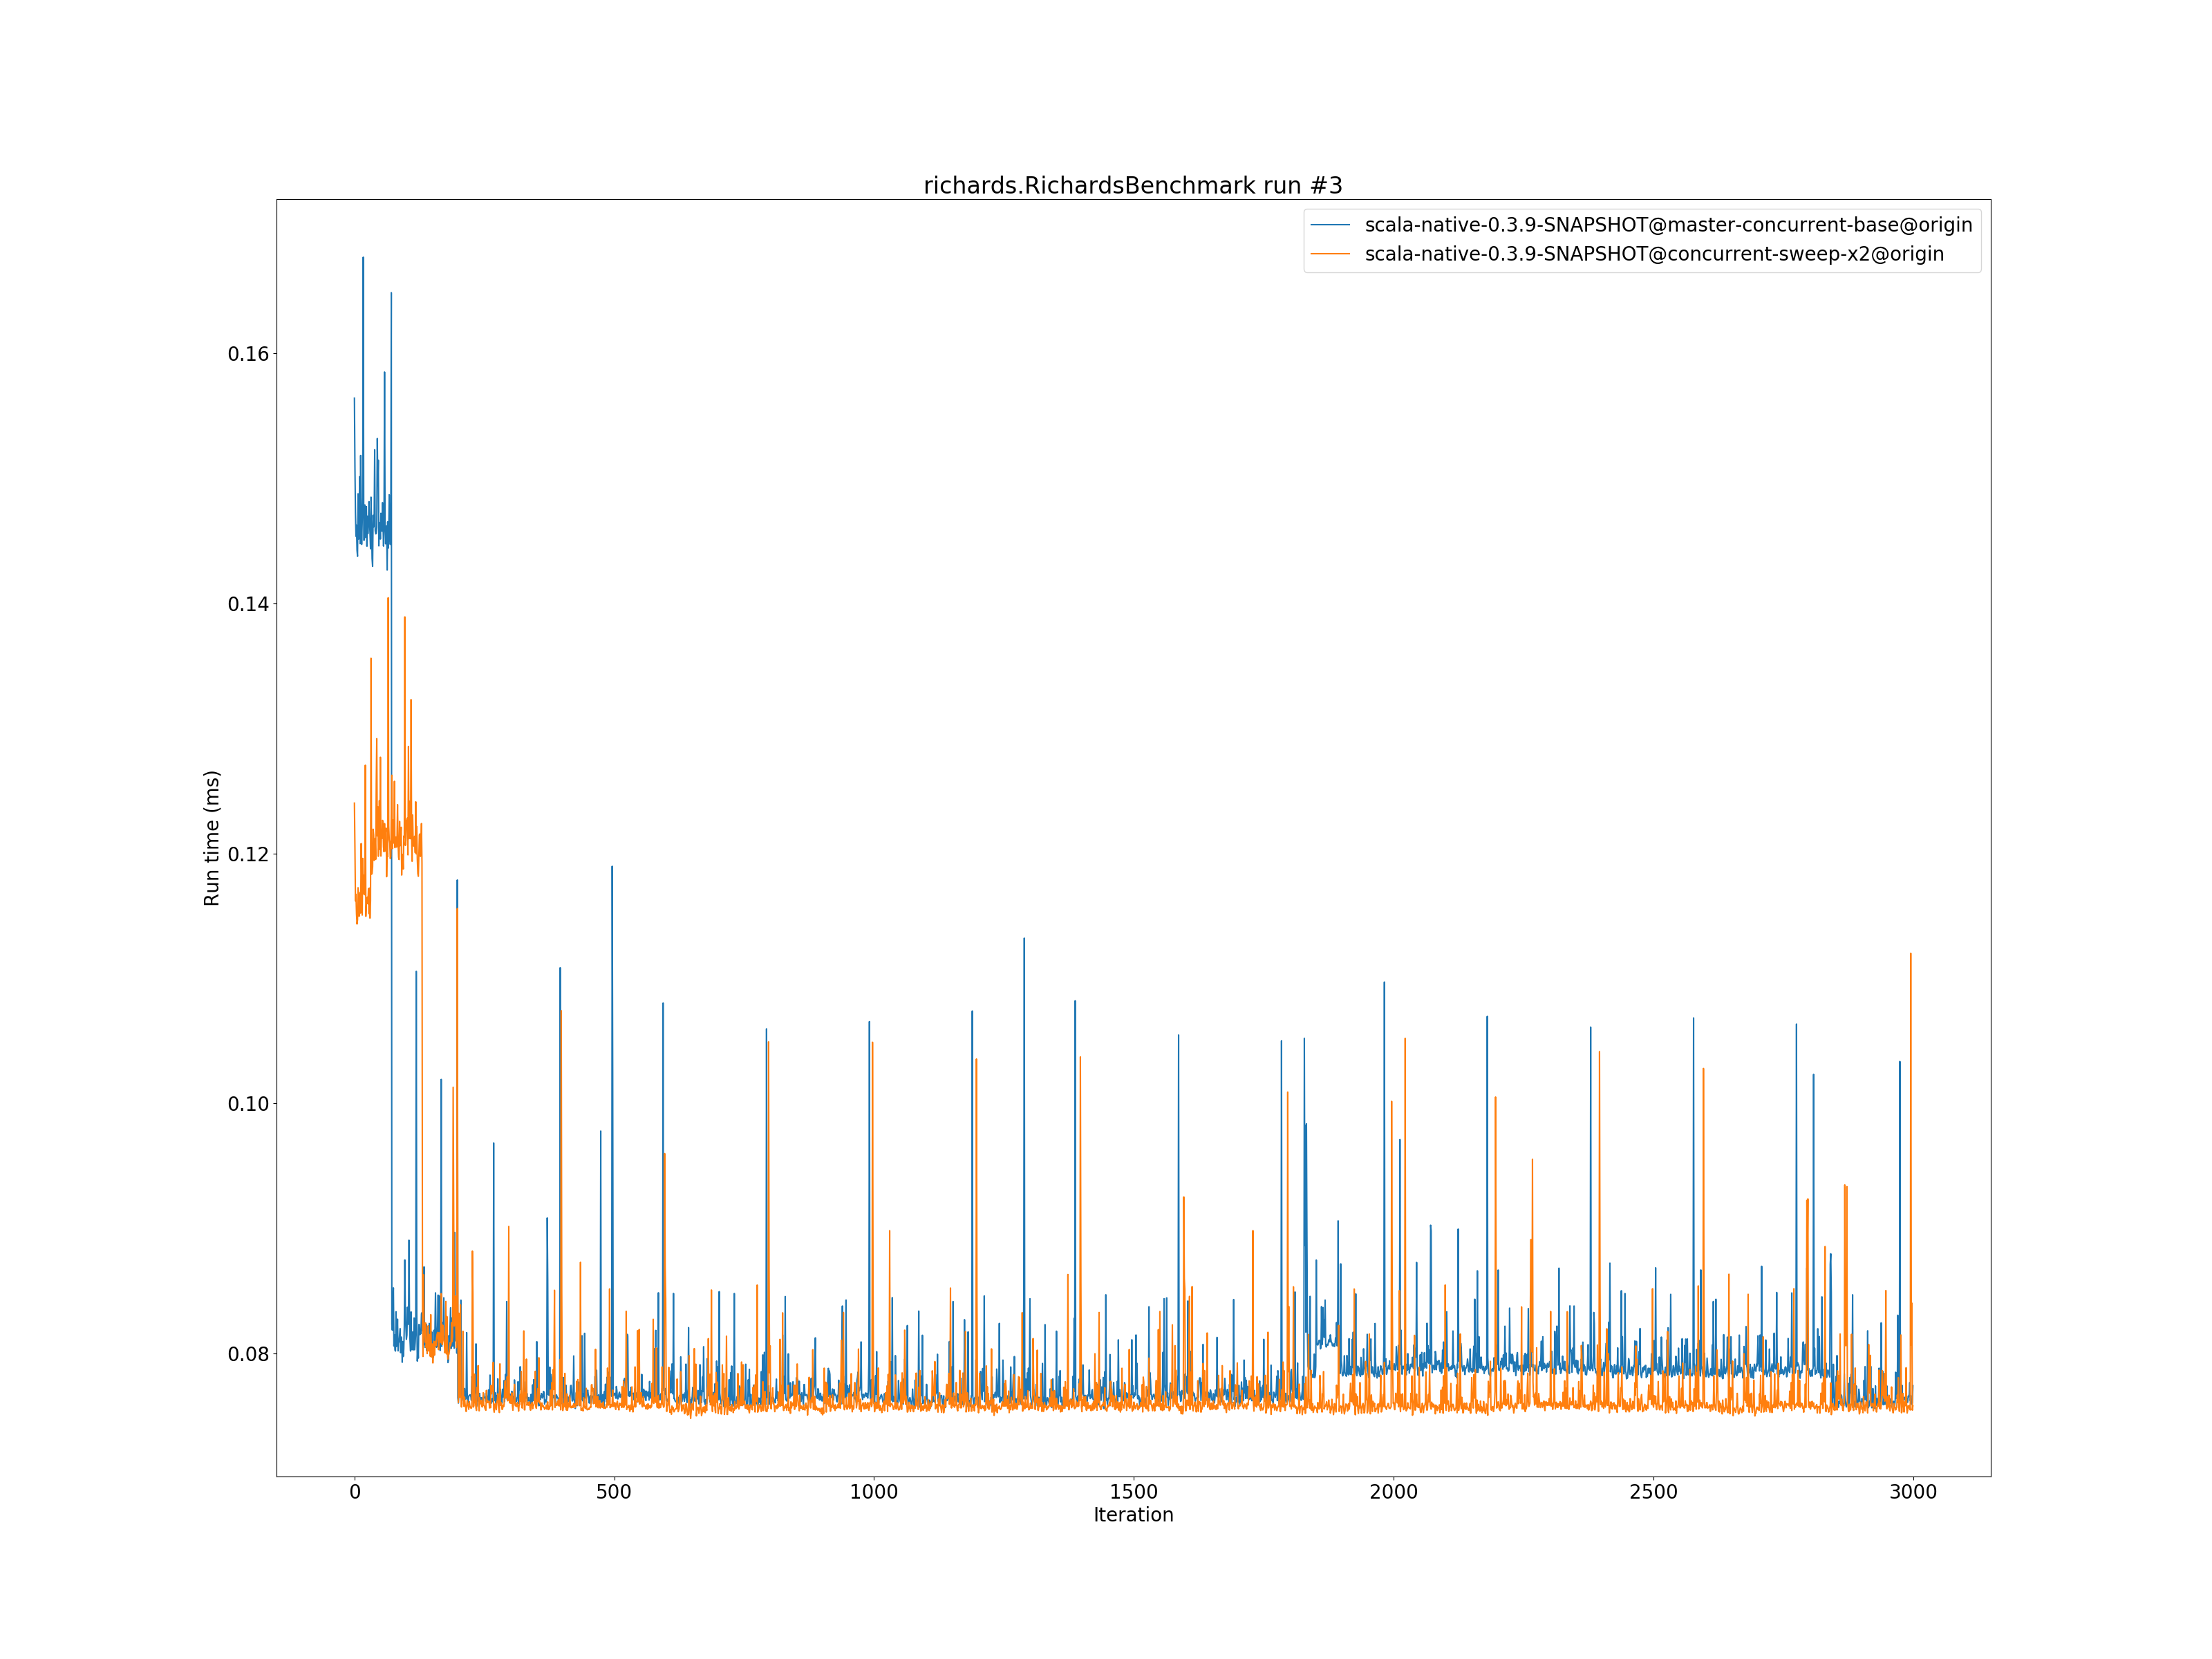 richards.RichardsBenchmark run #3
scala-native-0.3.9-SNAPSHOT@master-concurrent-base@origin
scala-native-0.3.9-SNAPSHOT@concurrent-sweep-x2@origin
Run time (ms)
0.16
0.14
0.12
0.10
0.08
0 500 1000 1500 2000 2500 3000
Iteration